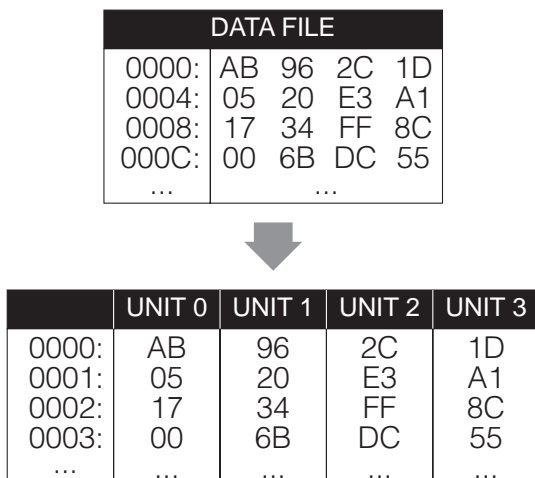 DATA FILE
0000: AB 96 2C 1D
0004: 05 20 E3 A1
0008: 17 34 FF 8C
000C: 00 6B DC 55
... ...
UNIT 0 UNIT 1 UNIT 2 UNIT 3
0000: AB 96 2C 1D
0001: 05 20 E3 A1
0002: 17 34 FF 8C
0003: 00 6B DC 55
... ... ... ... ...